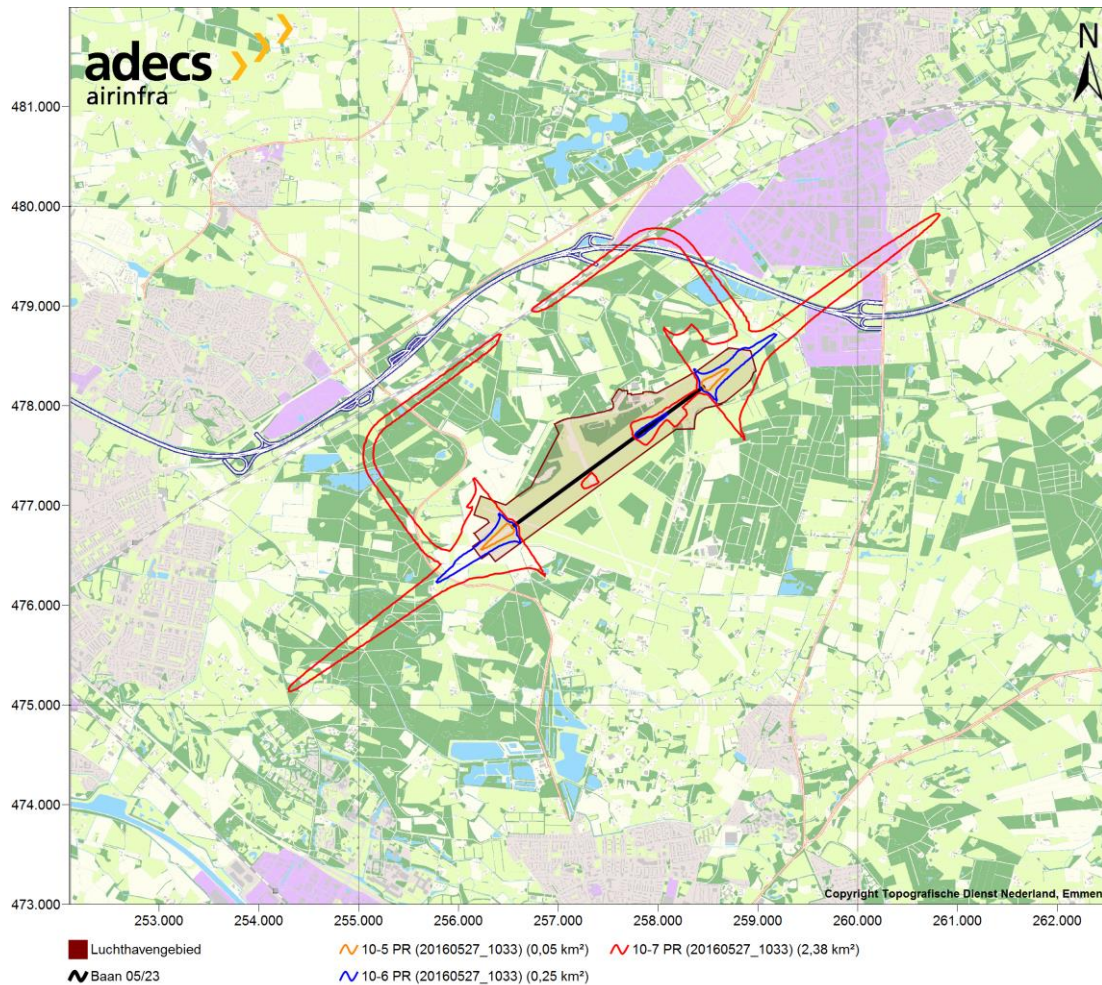 adecs
airinfra
N
481.000
480.000
479.000
478.000
477.000
476.000
475.000
474.000
473.000
Copyright Topografische Dienst Nederland, Emmen
253.000 254.000 255.000 256.000 257.000 258.000 259.000 260.000 261.000 262.000
Luchthavengebied 10-5 PR (20160527_1033) (0,05 km²) 10-7 PR (20160527_1033) (2,38 km²)
Baan 05/23 10-6 PR (20160527_1033) (0,25 km²)